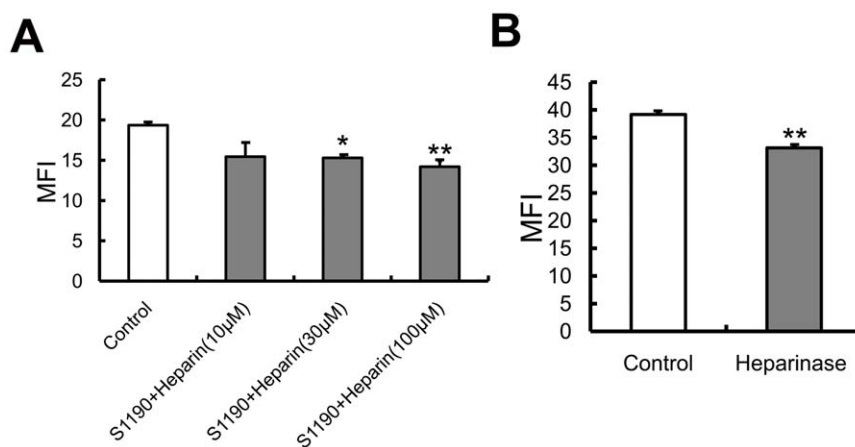 A
MFI
25
20
15
10
5
0
*
**
Control
S1190+Heparin(10μM)
S1190+Heparin(30μM)
S1190+Heparin(100μM)
B
MFI
45
40
35
30
25
20
15
10
5
0
**
Control
Heparinase